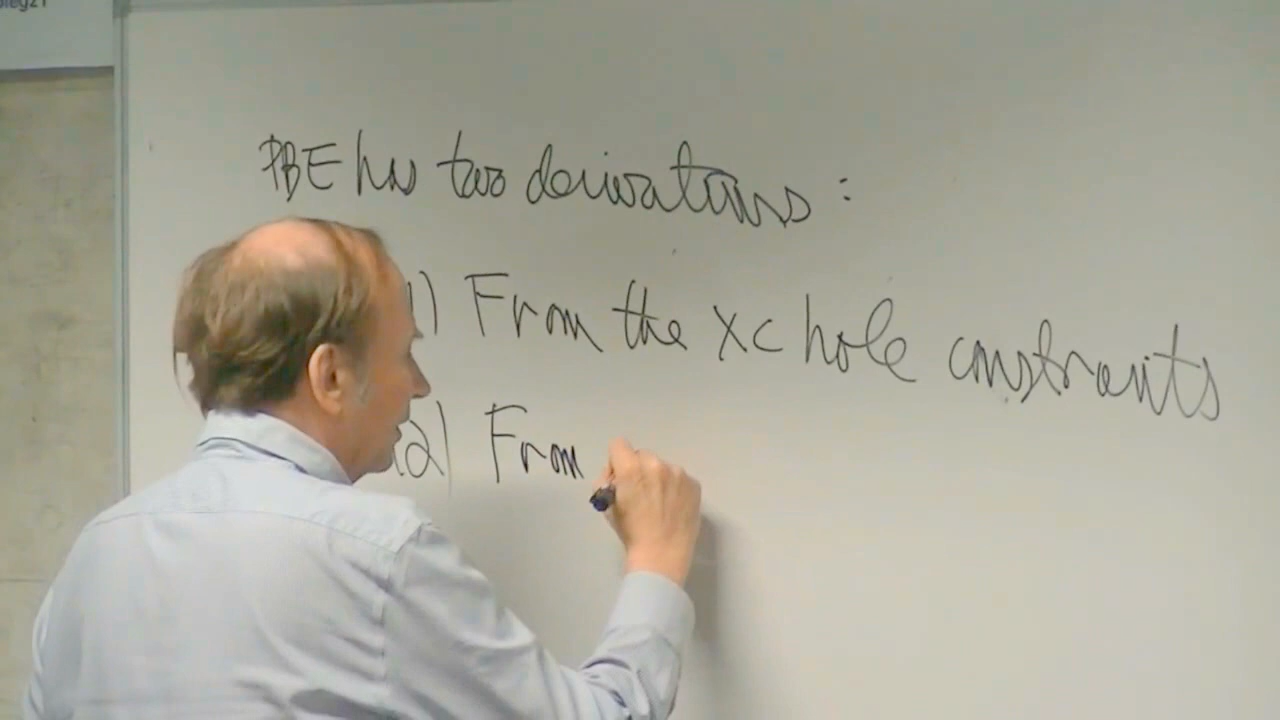 PBE has two derivations:
1) From the xc hole constraints
(2) From